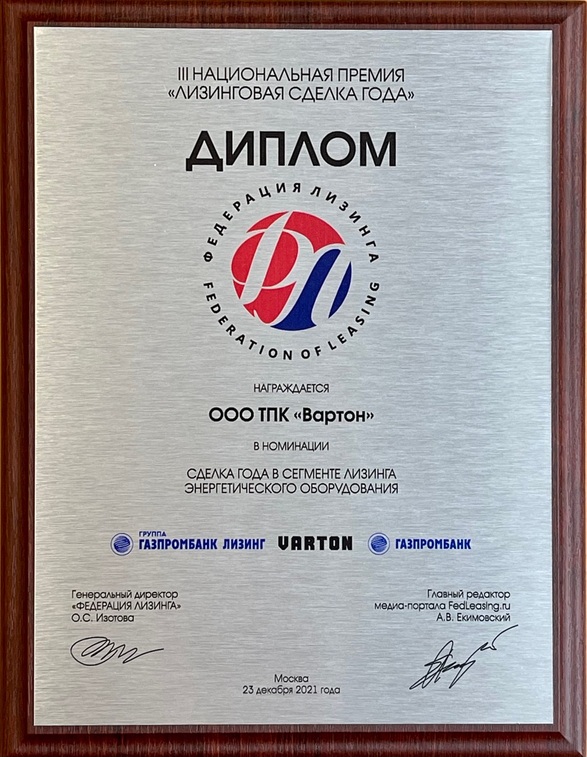 III НАЦИОНАЛЬНАЯ ПРЕМИЯ
«ЛИЗИНГОВАЯ СДЕЛКА ГОДА»
ДИПЛОМ
ФЕДЕРАЦИЯ ЛИЗИНГА
ФЛ
FEDERATION OF LEASING
НАГРАЖДАЕТСЯ
ООО ТПК «Вартон»
В НОМИНАЦИИ
СДЕЛКА ГОДА В СЕГМЕНТЕ ЛИЗИНГА
ЭНЕРГЕТИЧЕСКОГО ОБОРУДОВАНИЯ
ГРУППА
ГАЗПРОМБАНК ЛИЗИНГ VARTON ГАЗПРОМБАНК
Генеральный директор
«ФЕДЕРАЦИЯ ЛИЗИНГА»
О.С. Изотова
Главный редактор
медиа-портала FedLeasing.ru
А.В. Екимовский
Москва
23 декабря 2021 года